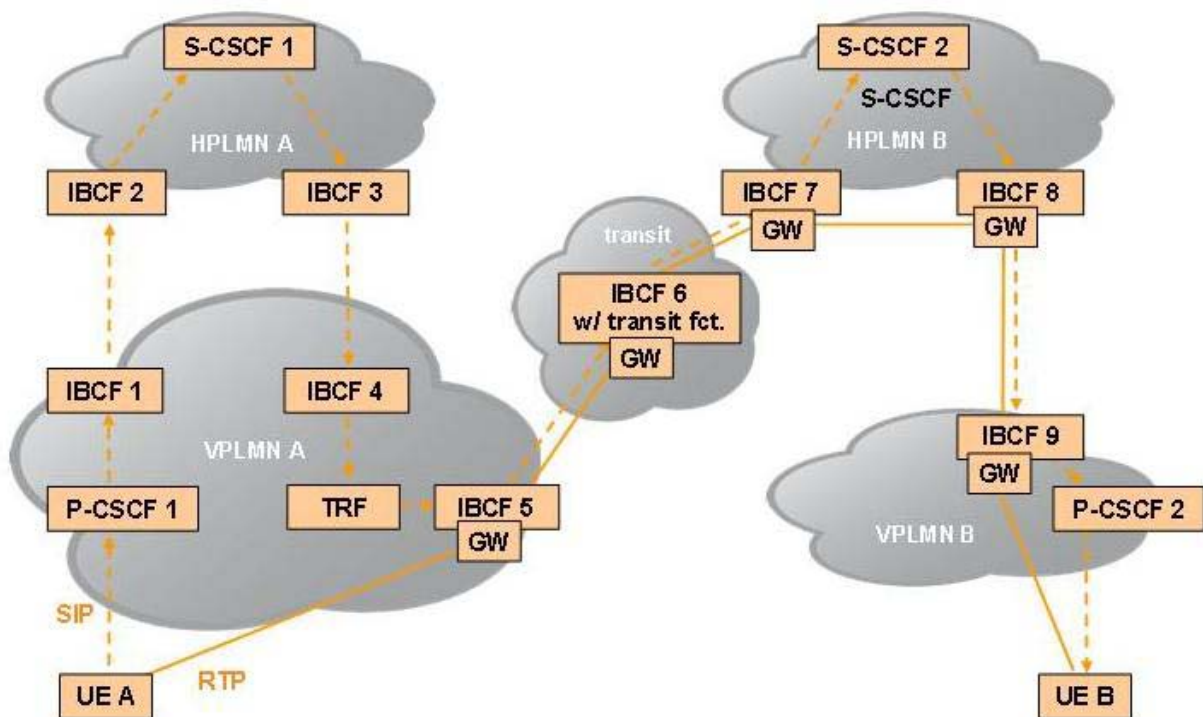 S-CSCF 1
HPLMN A
IBCF 2
IBCF 3
S-CSCF 2
S-CSCF
HPLMN B
IBCF 7
GW
IBCF 8
GW
transit
IBCF 6
w/ transit fct.
GW
IBCF 1
IBCF 4
VPLMN A
P-CSCF 1
TRF
IBCF 5
GW
IBCF 9
GW
P-CSCF 2
VPLMN B
SIP
RTP
UE A
UE B